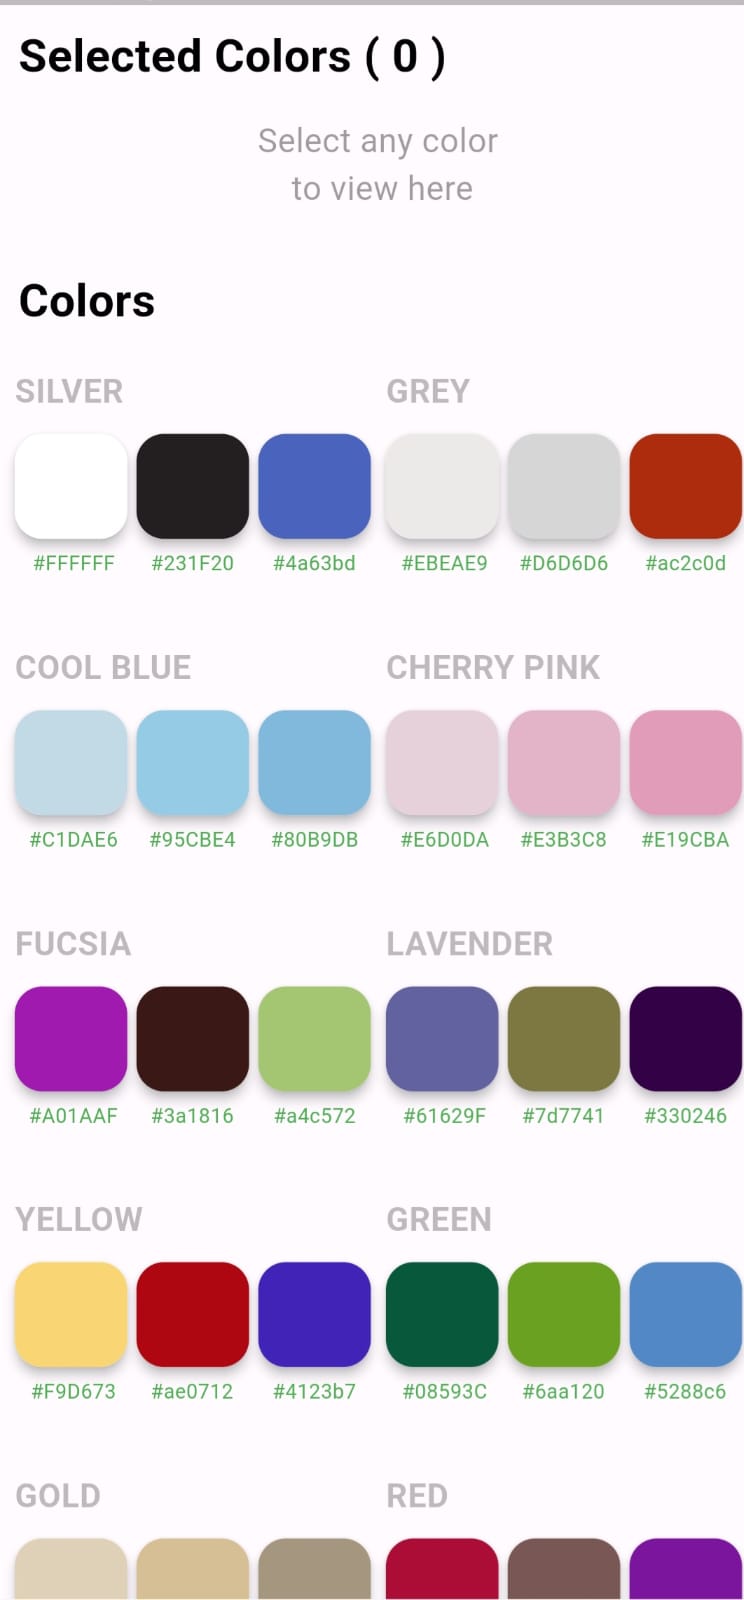 Selected Colors ( 0 )
Select any color
to view here
Colors
SILVER
#FFFFFF #231F20 #4a63bd
GREY
#EBEAE9 #D6D6D6 #ac2c0d
COOL BLUE
#C1DAE6 #95CBE4 #80B9DB
CHERRY PINK
#E6D0DA #E3B3C8 #E19CBA
FUCSIA
#A01AAF #3a1816 #a4c572
LAVENDER
#61629F #7d7741 #330246
YELLOW
#F9D673 #ae0712 #4123b7
GREEN
#08593C #6aa120 #5288c6
GOLD
RED